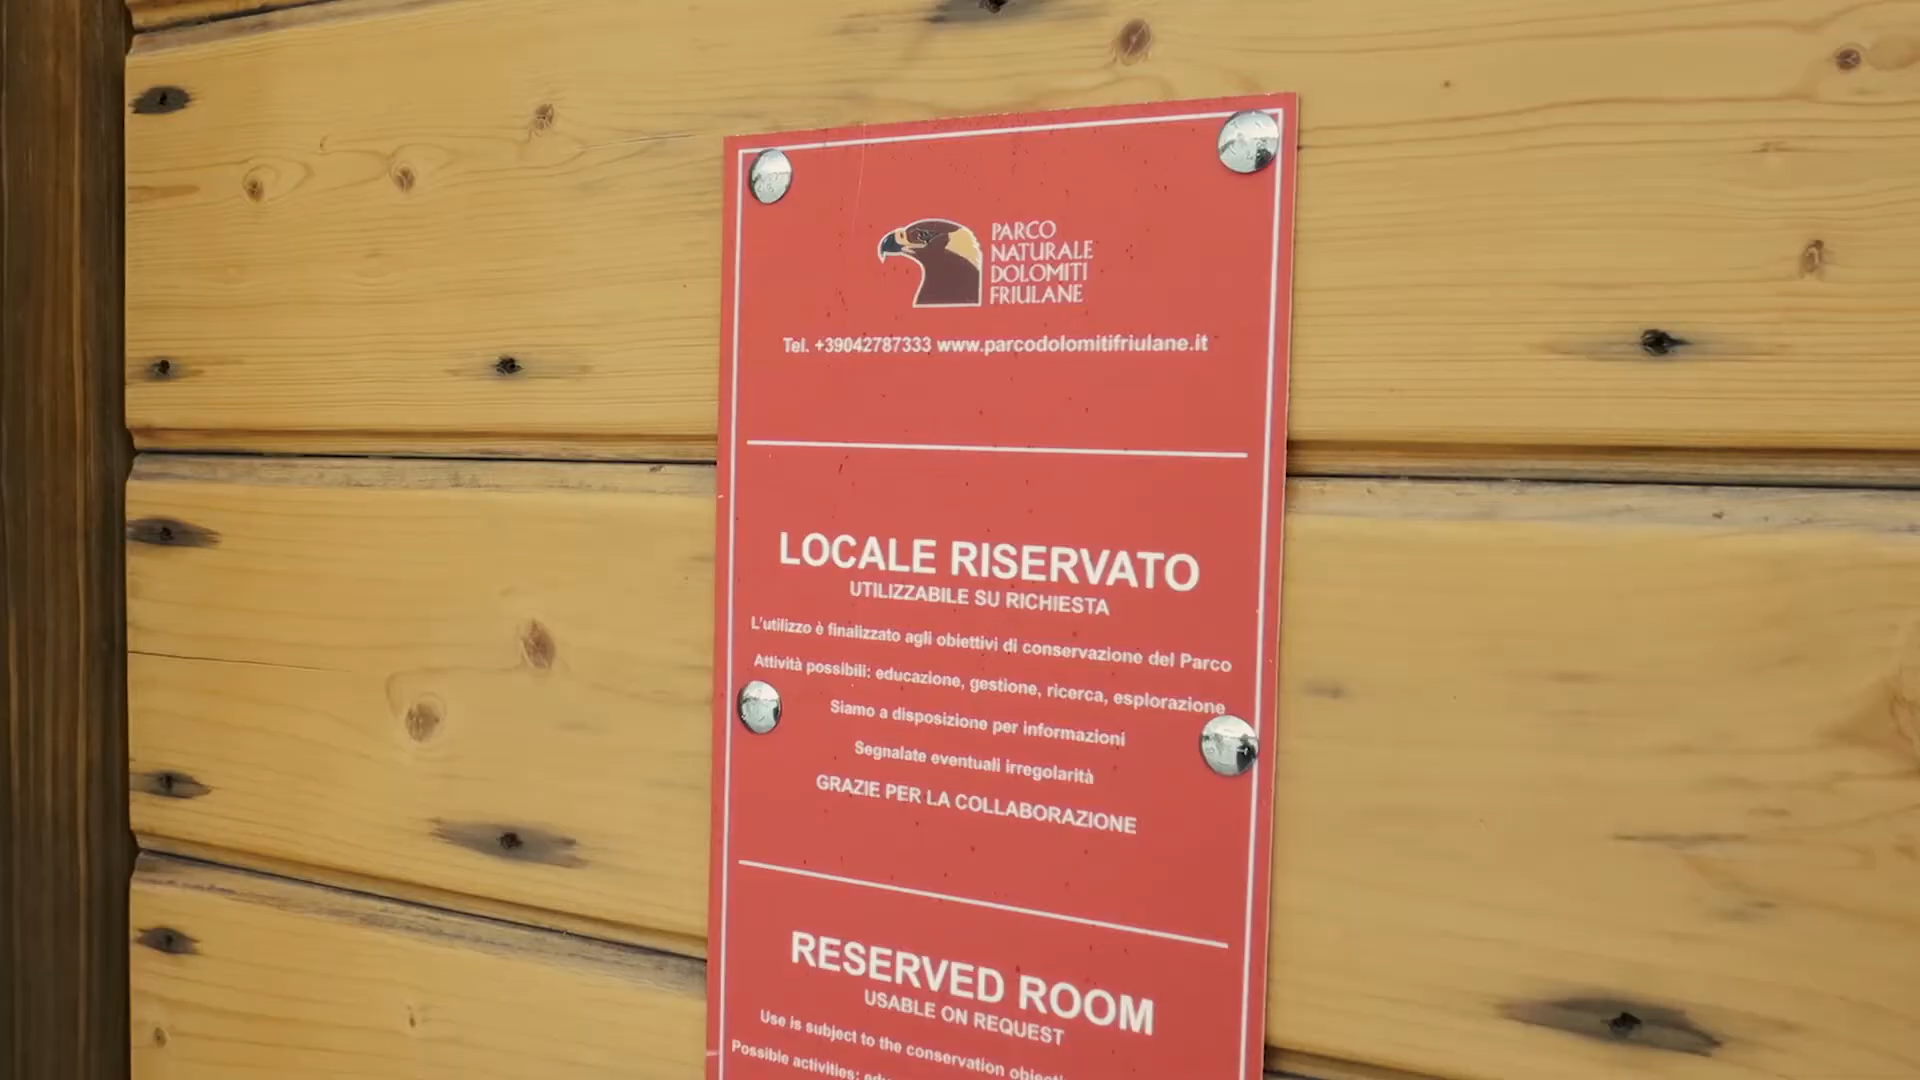 PARCO
NATURALE
DOLOMITI
FRIULANE
Tel. +39042787333 www.parcodolomitifriulane.it
LOCALE RISERVATO
UTILIZZABILE SU RICHIESTA
L'utilizzo è finalizzato agli obiettivi di conservazione del Parco
Attività possibili: educazione, gestione, ricerca, esplorazione
Siamo a disposizione per informazioni
Segnalate eventuali irregolarità
GRAZIE PER LA COLLABORAZIONE
RESERVED ROOM
USABLE ON REQUEST
Use is subject to the conservation
Possible activities: